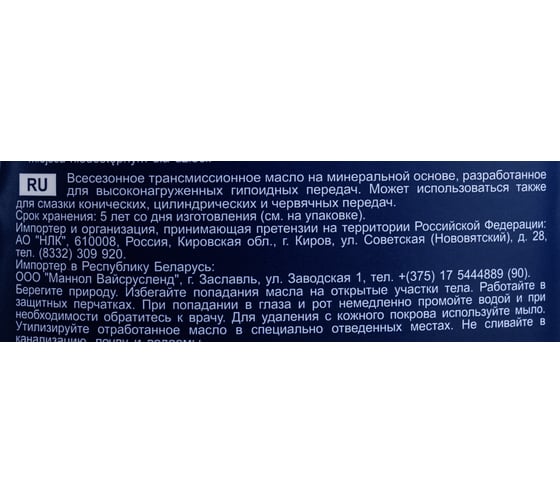 RU
Всесезонное трансмиссионное масло на минеральной основе, разработанное
для высоконагруженных гипоидных передач. Может использоваться также
для смазки конических, цилиндрических и червячных передач.
Срок хранения: 5 лет со дня изготовления (см. на упаковке).
Импортер и организация, принимающая претензии на территории Российской Федерации:
АО "НЛК", 610008, Россия, Кировская обл., г. Киров, ул. Советская (Нововятский), д. 28,
тел. (8332) 309 920.
Импортер в Республику Беларусь:
ООО "Маннол Вайсрусленд", г. Заславль, ул. Заводская 1, тел. +(375) 17 5444889 (90).
Берегите природу. Избегайте попадания масла на открытые участки тела. Работайте в
защитных перчатках. При попадании в глаза и рот немедленно промойте водой и при
необходимости обратитесь к врачу. Для удаления с кожного покрова используйте мыло.
Утилизируйте отработанное масло в специально отведенных местах. Не сливайте в
канализацию, почву и водоемы.